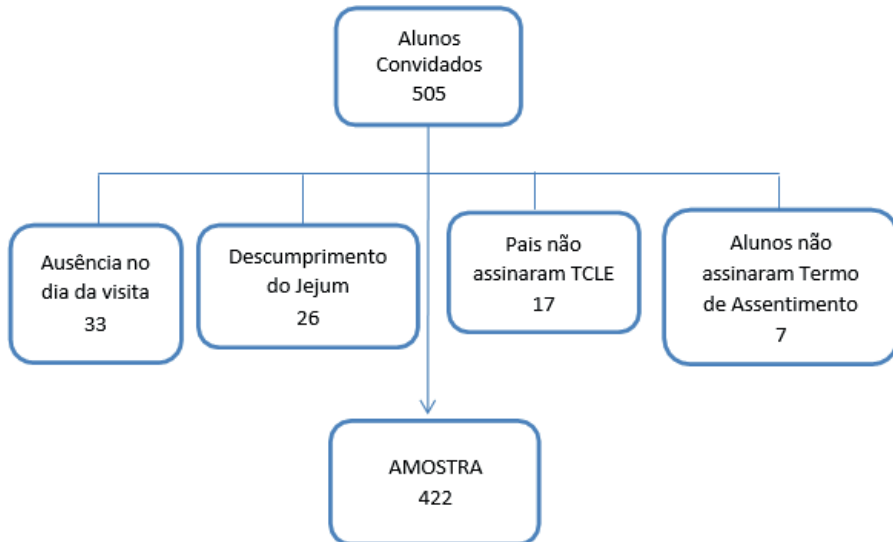 Alunos
Convidados
505
Ausência no
dia da visita
33
Descumprimento
do Jejum
26
Pais não
assinaram TCLE
17
Alunos não
assinaram Termo
de Assentimento
7
AMOSTRA
422